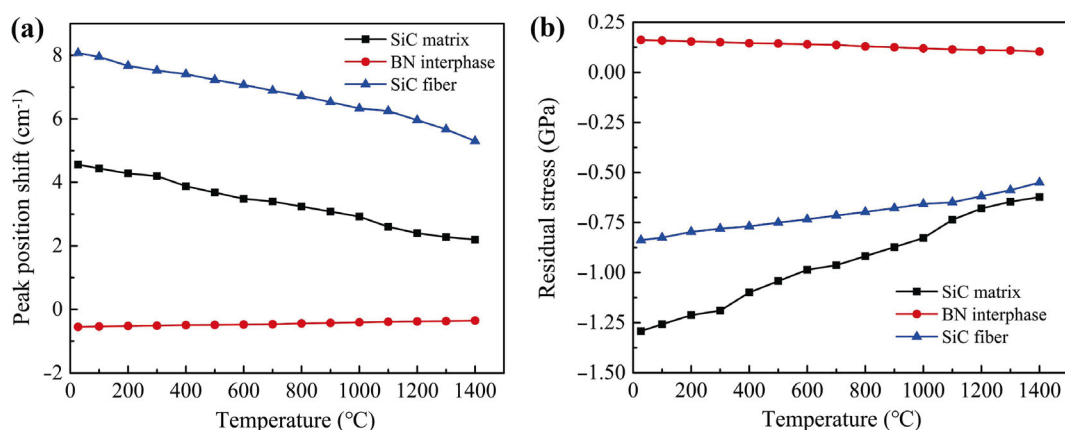 (a)
SiC matrix
BN interphase
SiC fiber
Peak position shift (cm⁻¹)
8
6
4
2
0
−2
0 200 400 600 800 1000 1200 1400
Temperature (℃)
(b)
0.25
0.00
−0.25
−0.50
−0.75
−1.00
−1.25
−1.50
Residual stress (GPa)
SiC matrix
BN interphase
SiC fiber
0 200 400 600 800 1000 1200 1400
Temperature (℃)